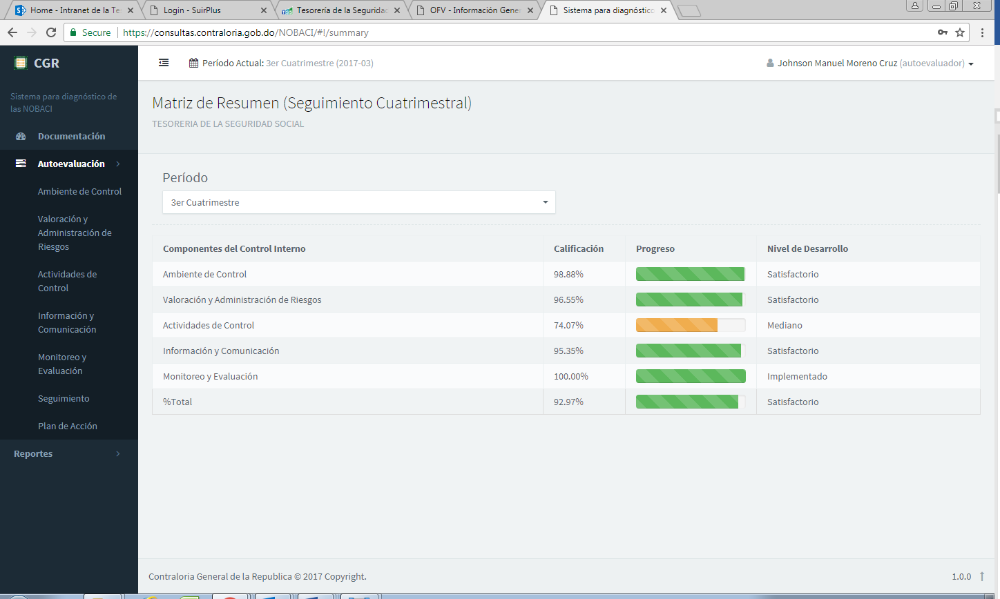 Home - Intranet de la Te
Login - SuirPlus
Tesorería de la Segurida
OFV - Información Gener
Sistema para diagnóstico
Secure
https://consultas.contraloria.gob.do/NOBACI/#!/summary
CGR
Período Actual: 3er Cuatrimestre (2017-03)
Johnson Manuel Moreno Cruz (autoevaluador)
Sistema para diagnóstico de
las NOBACI
Documentación
Autoevaluación
Ambiente de Control
Valoración y
Administración de
Riesgos
Actividades de
Control
Información y
Comunicación
Monitoreo y
Evaluación
Seguimiento
Plan de Acción
Reportes
Matriz de Resumen (Seguimiento Cuatrimestral)
TESORERIA DE LA SEGURIDAD SOCIAL
Período
3er Cuatrimestre
Componentes del Control Interno Calificación Progreso Nivel de Desarrollo
Ambiente de Control 98.88% Satisfactorio
Valoración y Administración de Riesgos 96.55% Satisfactorio
Actividades de Control 74.07% Mediano
Información y Comunicación 95.35% Satisfactorio
Monitoreo y Evaluación 100.00% Implementado
%Total 92.97% Satisfactorio
Contraloria General de la Republica © 2017 Copyright.
1.0.0